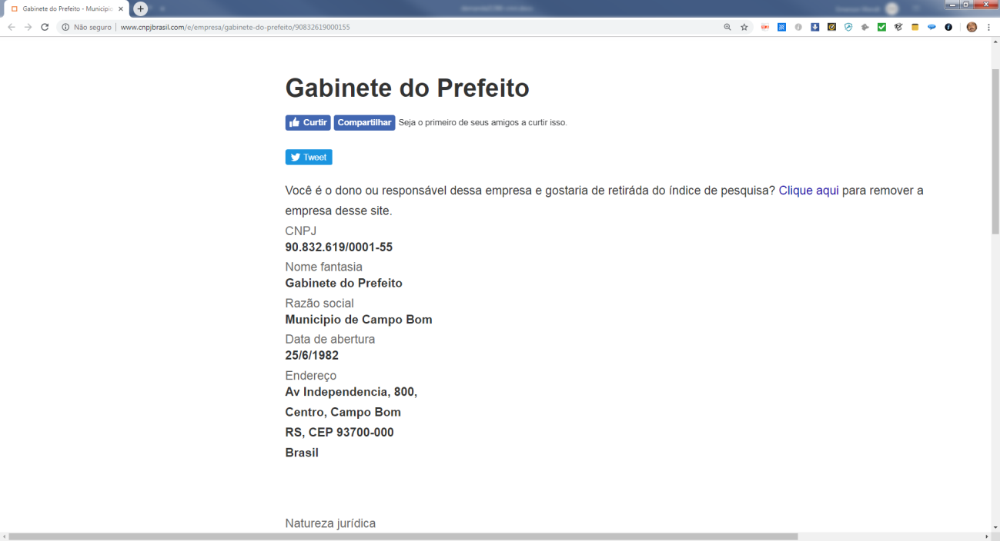 Gabinete do Prefeito - Municipio
Não seguro
www.cnpjbrasil.com/e/empresa/gabinete-do-prefeito/90832619000155
Gabinete do Prefeito
Curtir Compartilhar Seja o primeiro de seus amigos a curtir isso.
Tweet
Você é o dono ou responsável dessa empresa e gostaria de retiráda do índice de pesquisa? Clique aqui para remover a
empresa desse site.
CNPJ
90.832.619/0001-55
Nome fantasia
Gabinete do Prefeito
Razão social
Municipio de Campo Bom
Data de abertura
25/6/1982
Endereço
Av Independencia, 800,
Centro, Campo Bom
RS, CEP 93700-000
Brasil
Natureza jurídica